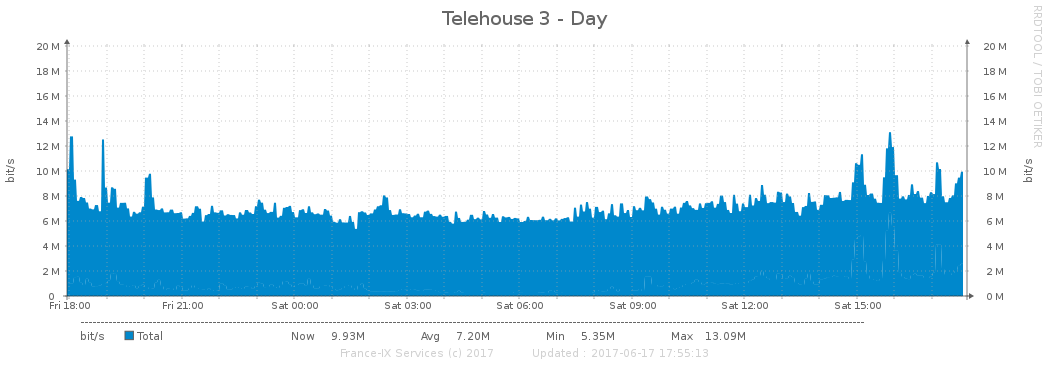 Telehouse 3 - Day
RRDTOOL / TOBI OETIKER
bit/s
bit/s
20 M 20 M
18 M 18 M
16 M 16 M
14 M 14 M
12 M 12 M
10 M 10 M
8 M 8 M
6 M 6 M
4 M 4 M
2 M 2 M
0 0 M
Fri 18:00 Fri 21:00 Sat 00:00 Sat 03:00 Sat 06:00 Sat 09:00 Sat 12:00 Sat 15:00
bit/s Total Now 9.93M Avg 7.20M Min 5.35M Max 13.09M
France-IX Services (c) 2017 Updated : 2017-06-17 17:55:13